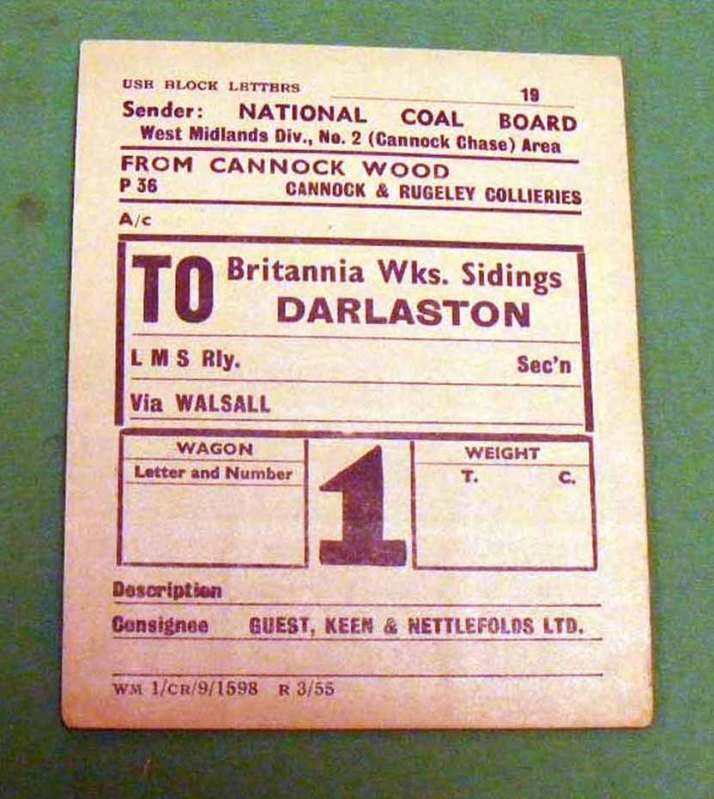 USE BLOCK LETTERS 19
Sender: NATIONAL COAL BOARD
West Midlands Div., No. 2 (Cannock Chase) Area
FROM CANNOCK WOOD
P 36 CANNOCK & RUGELEY COLLIERIES
A/c
TO Britannia Wks. Sidings
DARLASTON
L M S Rly. Sec'n
Via WALSALL
WAGON
Letter and Number
1
WEIGHT
T. C.
Description
Consignee GUEST, KEEN & NETTLEFOLDS LTD.
WM 1/CR/9/1598 R 3/55